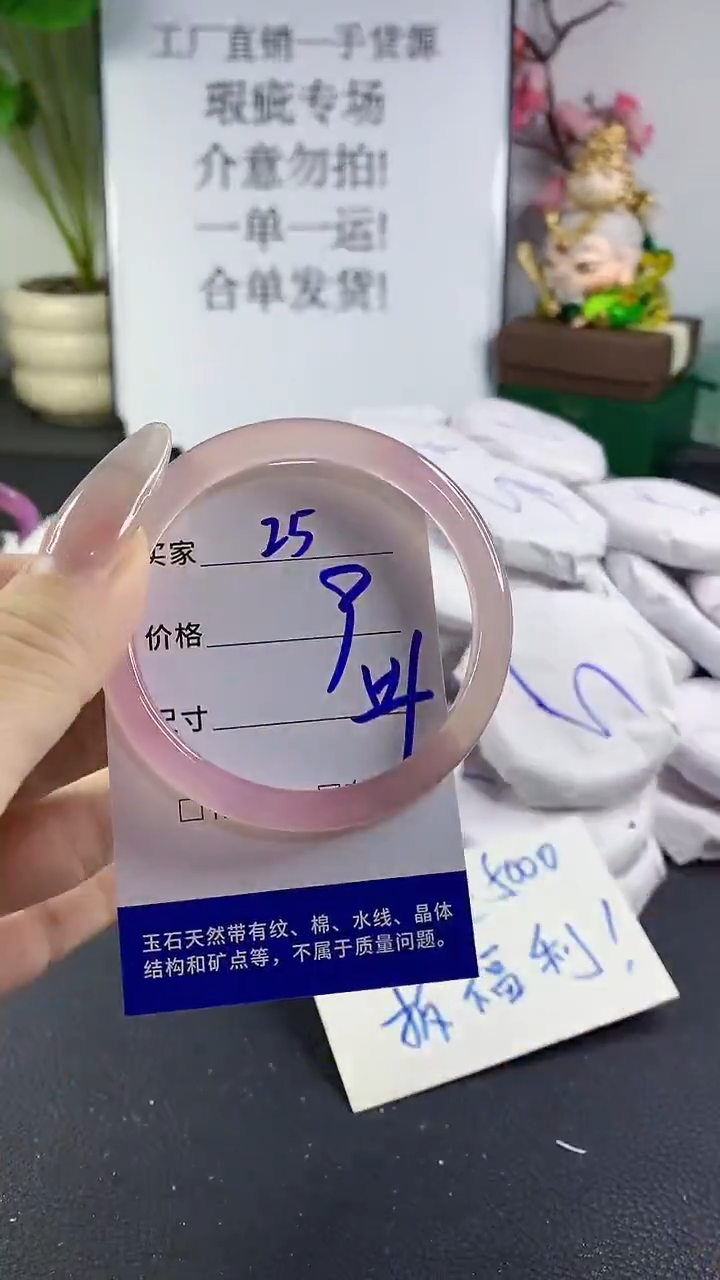 工厂直销一手货源
瑕疵专场
介意勿拍!
一单一运!
合单发货!
买家 25
价格
尺寸
玉石天然带有纹、棉、水线、晶体
结构和矿点等，不属于质量问题。
5000
拆福利!